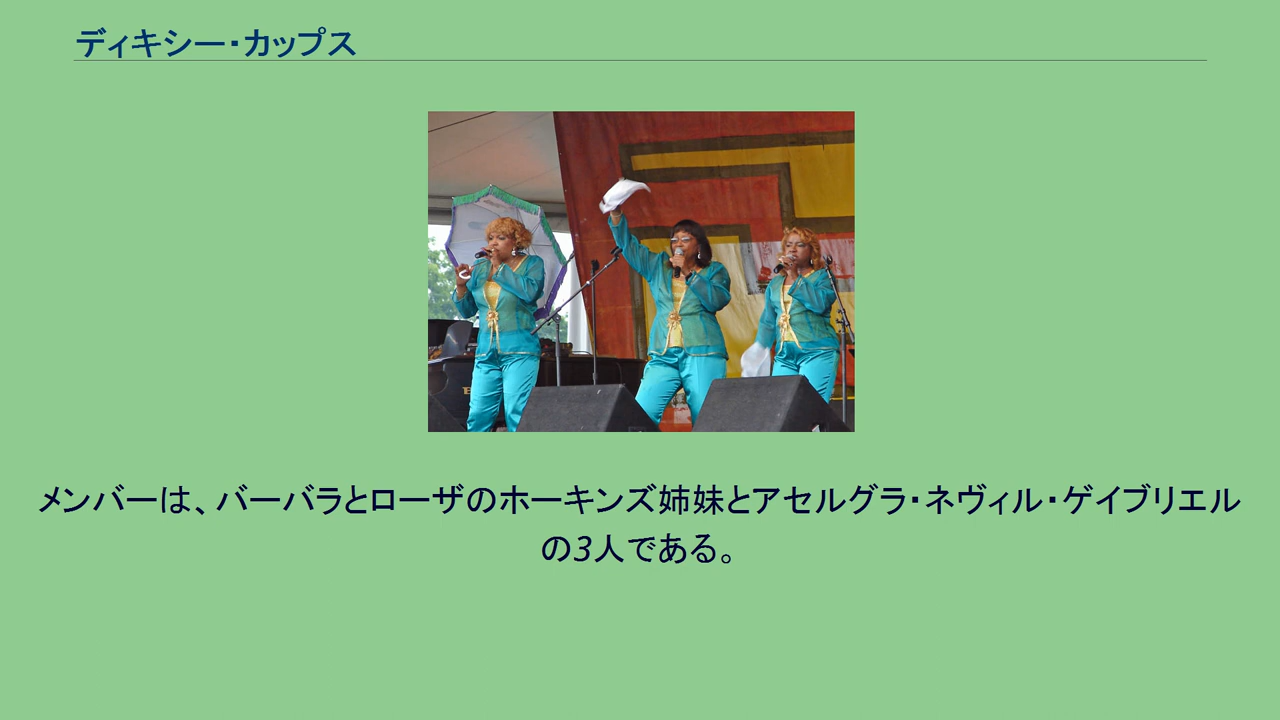 ディキシー・カップス
メンバーは、バーバラとローザのホーキンズ姉妹とアセルグラ・ネヴィル・ゲイブリエル
の3人である。